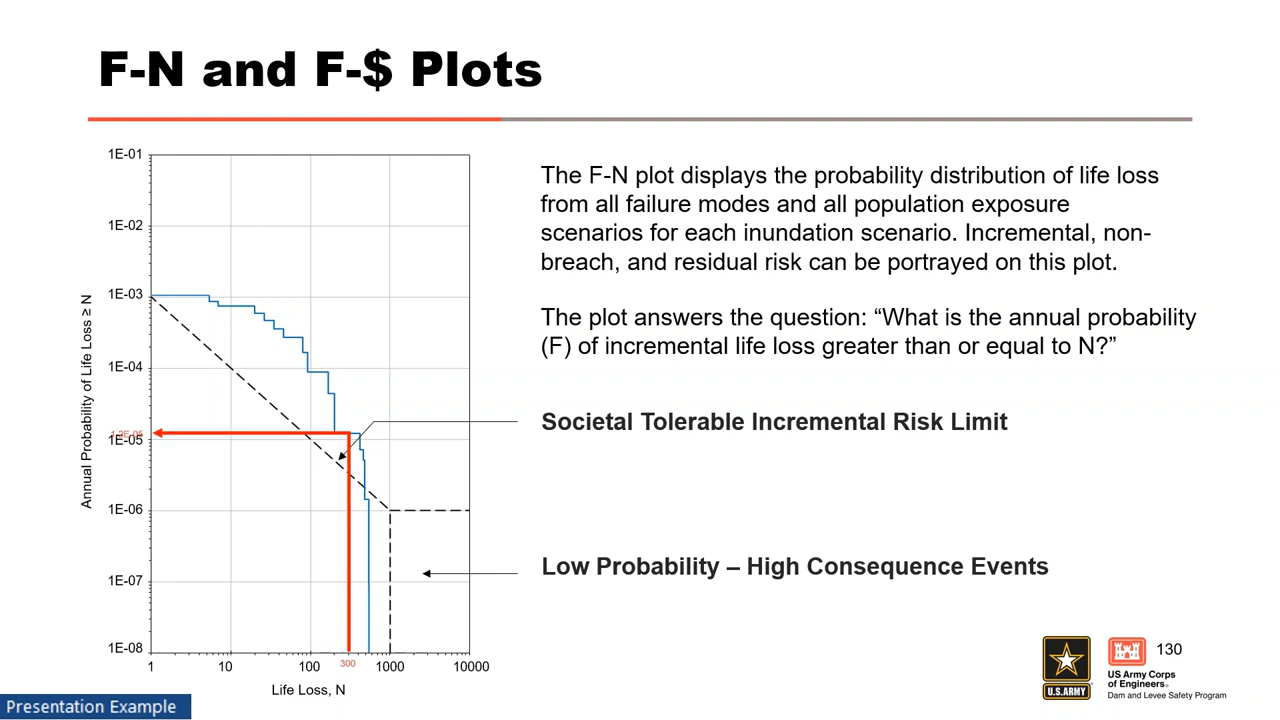 F-N and F-$ Plots
1E-01
1E-02
1E-03
1E-04
1.2E-05
1E-05
1E-06
1E-07
1E-08
Annual Probability of Life Loss ≥ N
1 10 100 300 1000 10000
Life Loss, N
The F-N plot displays the probability distribution of life loss
from all failure modes and all population exposure
scenarios for each inundation scenario. Incremental, non-
breach, and residual risk can be portrayed on this plot.
The plot answers the question: “What is the annual probability
(F) of incremental life loss greater than or equal to N?”
Societal Tolerable Incremental Risk Limit
Low Probability – High Consequence Events
U.S.ARMY
US Army Corps
of Engineers®
Dam and Levee Safety Program
130
Presentation Example